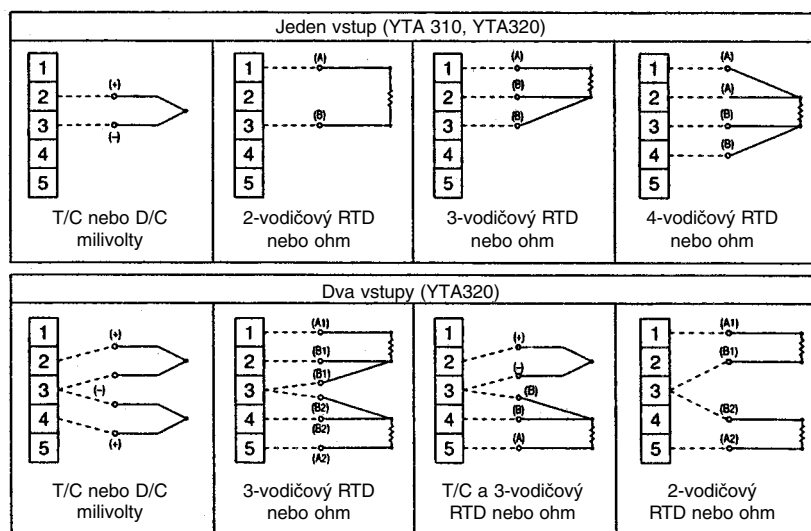 Jeden vstup (YTA 310, YTA320)
1
2
3
4
5
(+)
(–)
T/C nebo D/C
milivolty
1
2
3
4
5
(A)
(B)
2-vodičový RTD
nebo ohm
1
2
3
4
5
(A)
(B)
(B)
3-vodičový RTD
nebo ohm
1
2
3
4
5
(A)
(A)
(B)
(B)
4-vodičový RTD
nebo ohm
Dva vstupy (YTA320)
1
2
3
4
5
(+)
(–)
(+)
T/C nebo D/C
milivolty
1
2
3
4
5
(A1)
(B1)
(B1)
(B2)
(B2)
(A2)
3-vodičový RTD
nebo ohm
1
2
3
4
5
(+)
(–)
(B)
(B)
(A)
T/C a 3-vodičový
RTD nebo ohm
1
2
3
4
5
(A1)
(B1)
(B2)
(A2)
2-vodičový
RTD nebo ohm